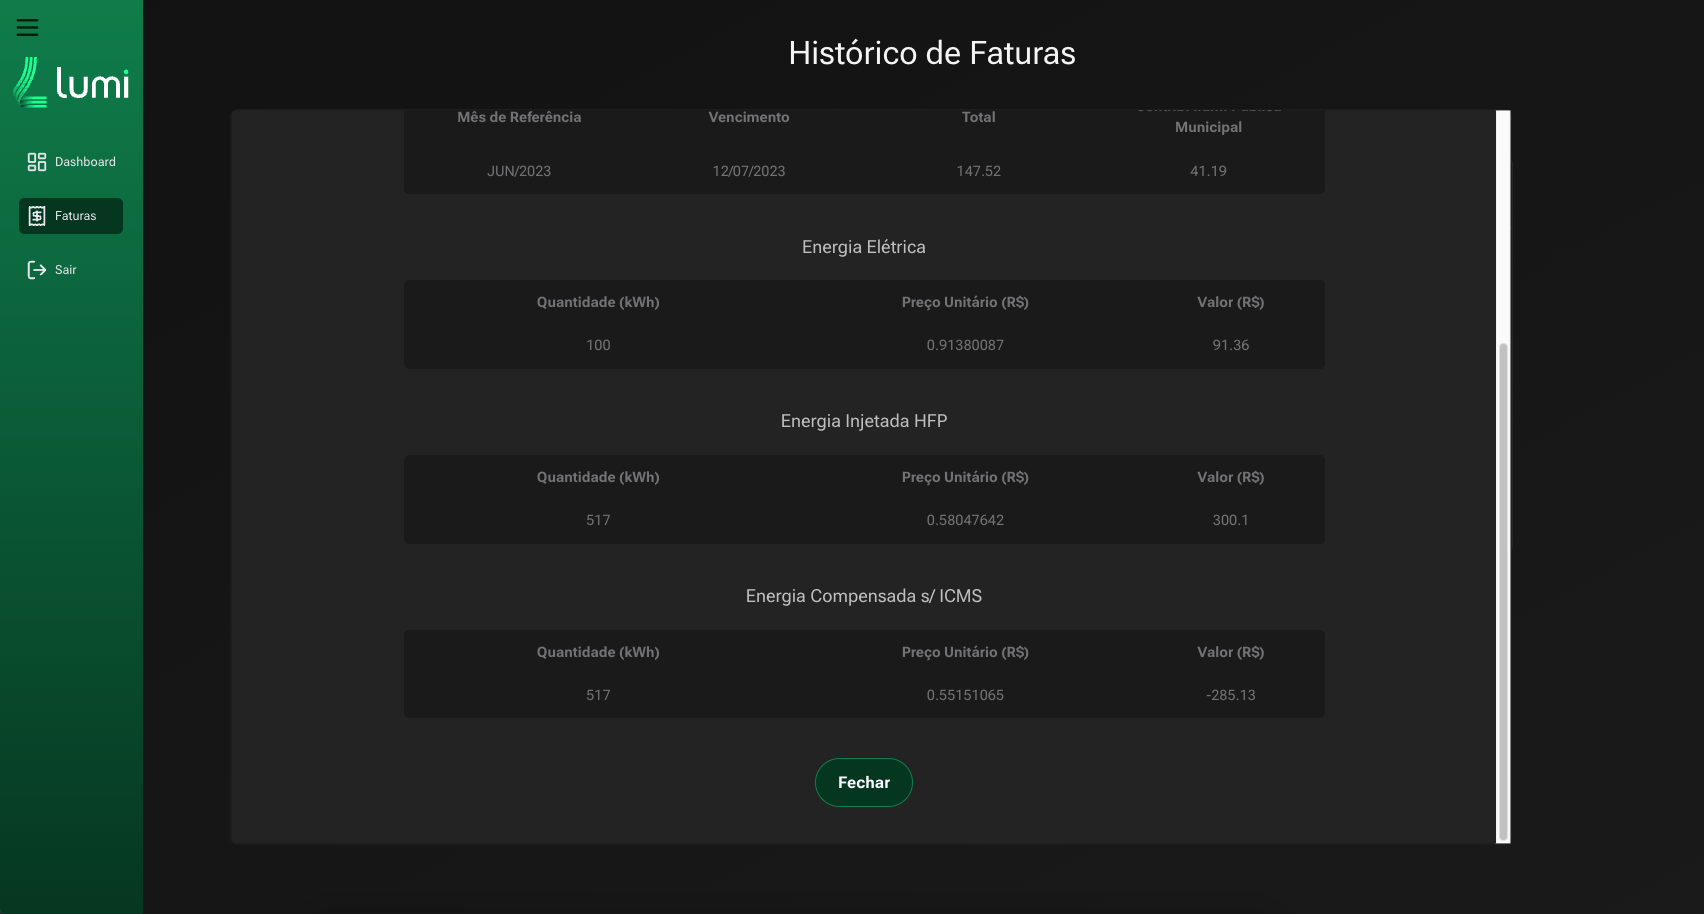 lumi
Dashboard
Faturas
Sair
Histórico de Faturas
Mês de Referência Vencimento Total Municipal
JUN/2023 12/07/2023 147.52 41.19
Energia Elétrica
Quantidade (kWh) Preço Unitário (R$) Valor (R$)
100 0.91380087 91.36
Energia Injetada HFP
Quantidade (kWh) Preço Unitário (R$) Valor (R$)
517 0.58047642 300.1
Energia Compensada s/ ICMS
Quantidade (kWh) Preço Unitário (R$) Valor (R$)
517 0.55151065 -285.13
Fechar